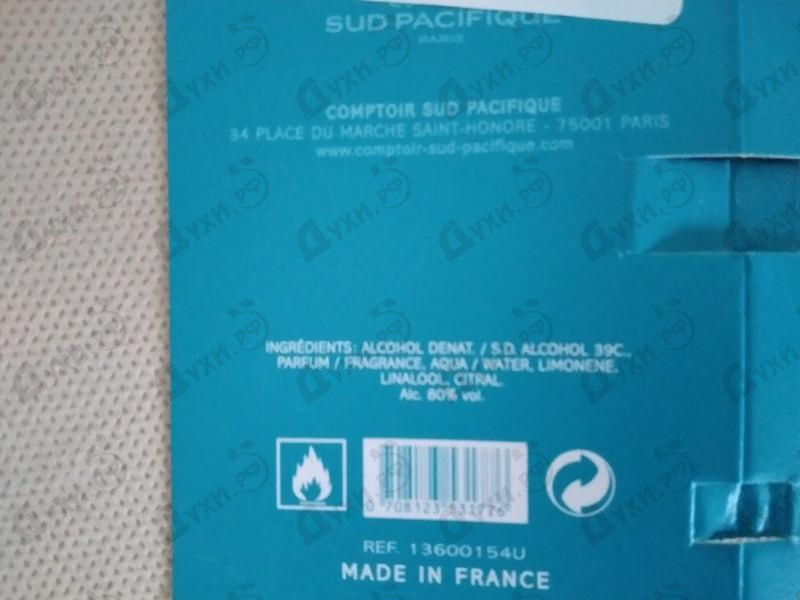 SUD PACIFIQUE
PARIS
COMPTOIR SUD PACIFIQUE
34 PLACE DU MARCHE SAINT-HONORE - 75001 PARIS
www.comptoir-sud-pacifique.com
INGRÉDIENTS : ALCOHOL DENAT. / S.D. ALCOHOL 39C.,
PARFUM / FRAGRANCE, AQUA / WATER, LIMONENE,
LINALOOL, CITRAL.
Alc. 80% vol.
REF. 13600154U
MADE IN FRANCE
Духи.рф